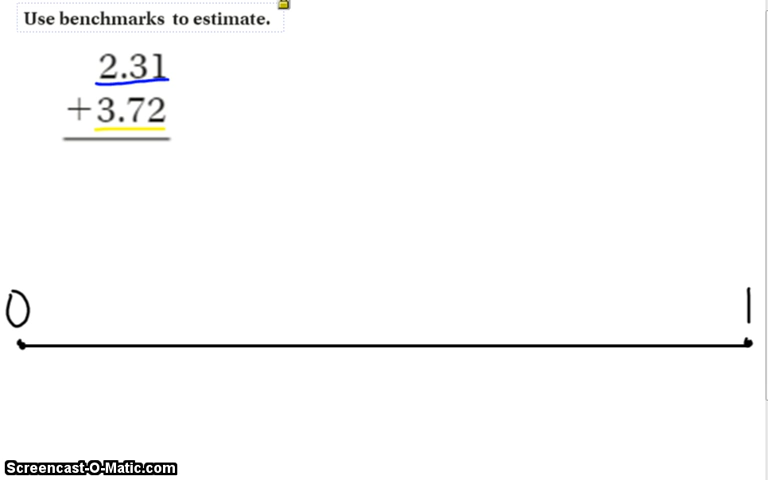 Use benchmarks to estimate.
2.31
+3.72
0 1
Screencast-O-Matic.com